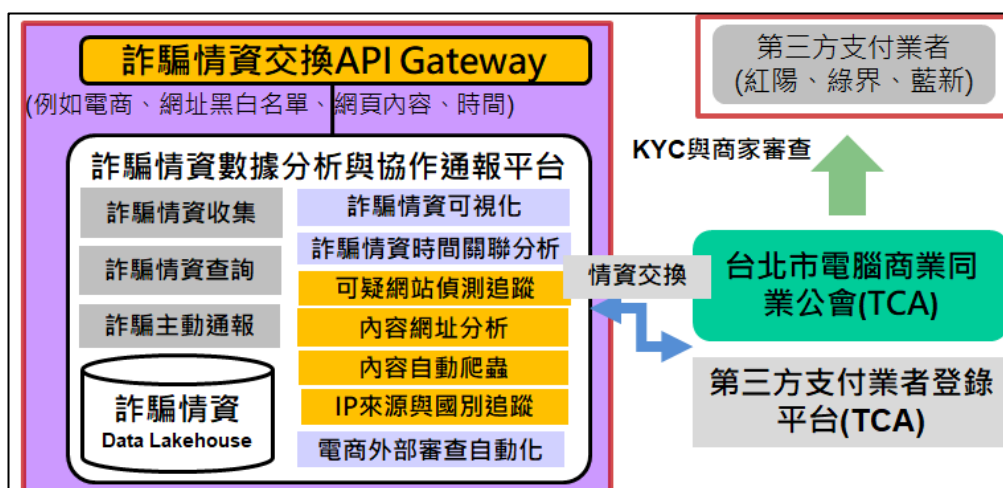 詐騙情資交換API Gateway
(例如電商、網址黑白名單、網頁內容、時間)
詐騙情資數據分析與協作通報平台
詐騙情資收集
詐騙情資查詢
詐騙主動通報
詐騙情資
Data Lakehouse
詐騙情資可視化
詐騙情資時間關聯分析
可疑網站偵測追蹤
內容網址分析
內容自動爬蟲
IP來源與國別追蹤
電商外部審查自動化
情資交換
第三方支付業者
(紅陽、綠界、藍新)
KYC與商家審查
台北市電腦商業同
業公會(TCA)
第三方支付業者登錄
平台(TCA)